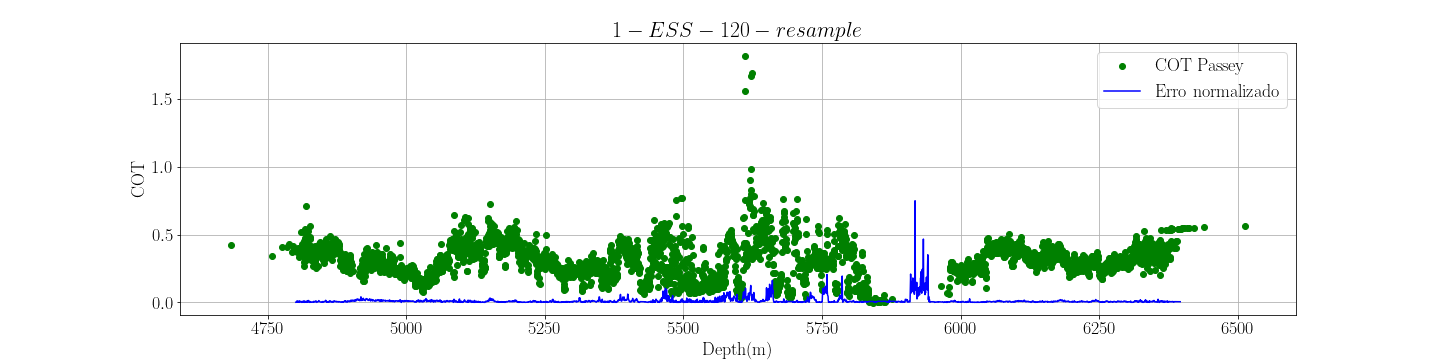 1 − ESS − 120 − resample
COT Passey
Erro normalizado
1.5
1.0
0.5
0.0
COT
4750 5000 5250 5500 5750 6000 6250 6500
Depth(m)